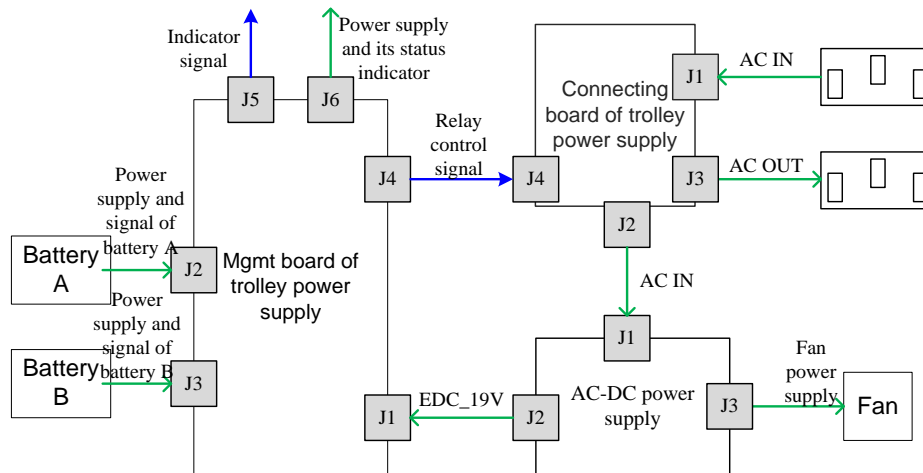 Indicator
signal
Power supply
and its status
indicator
J5
J6
J1
AC IN
Connecting
board of trolley
power supply
Relay
control
signal
J4
J4
J3
AC OUT
J2
Power
supply and
signal of
battery A
Battery
A
J2
Mgmt board of
trolley power
supply
AC IN
Power
supply and
signal of
battery B
Battery
B
J3
J1
EDC_19V
J2
J1
AC-DC power
supply
J3
Fan
power
supply
Fan